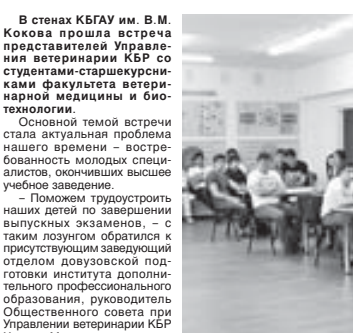 В стенах КБГАУ им. В.М.
Кокова прошла встреча
представителей Управле-
ния ветеринарии КБР со
студентами-старшекурсни-
ками факультета ветери-
нарной медицины и био-
технологии.
Основной темой встречи
стала актуальная проблема
нашего времени – востре-
бованность молодых специ-
алистов, окончивших высшее
учебное заведение.
– Поможем трудоустроить
наших детей по завершении
выпускных экзаменов, – с
таким лозунгом обратился к
присутствующим заведующий
отделом довузовской под-
готовки института дополни-
тельного профессионального
образования, руководитель
Общественного совета при
Управлении ветеринарии КБР